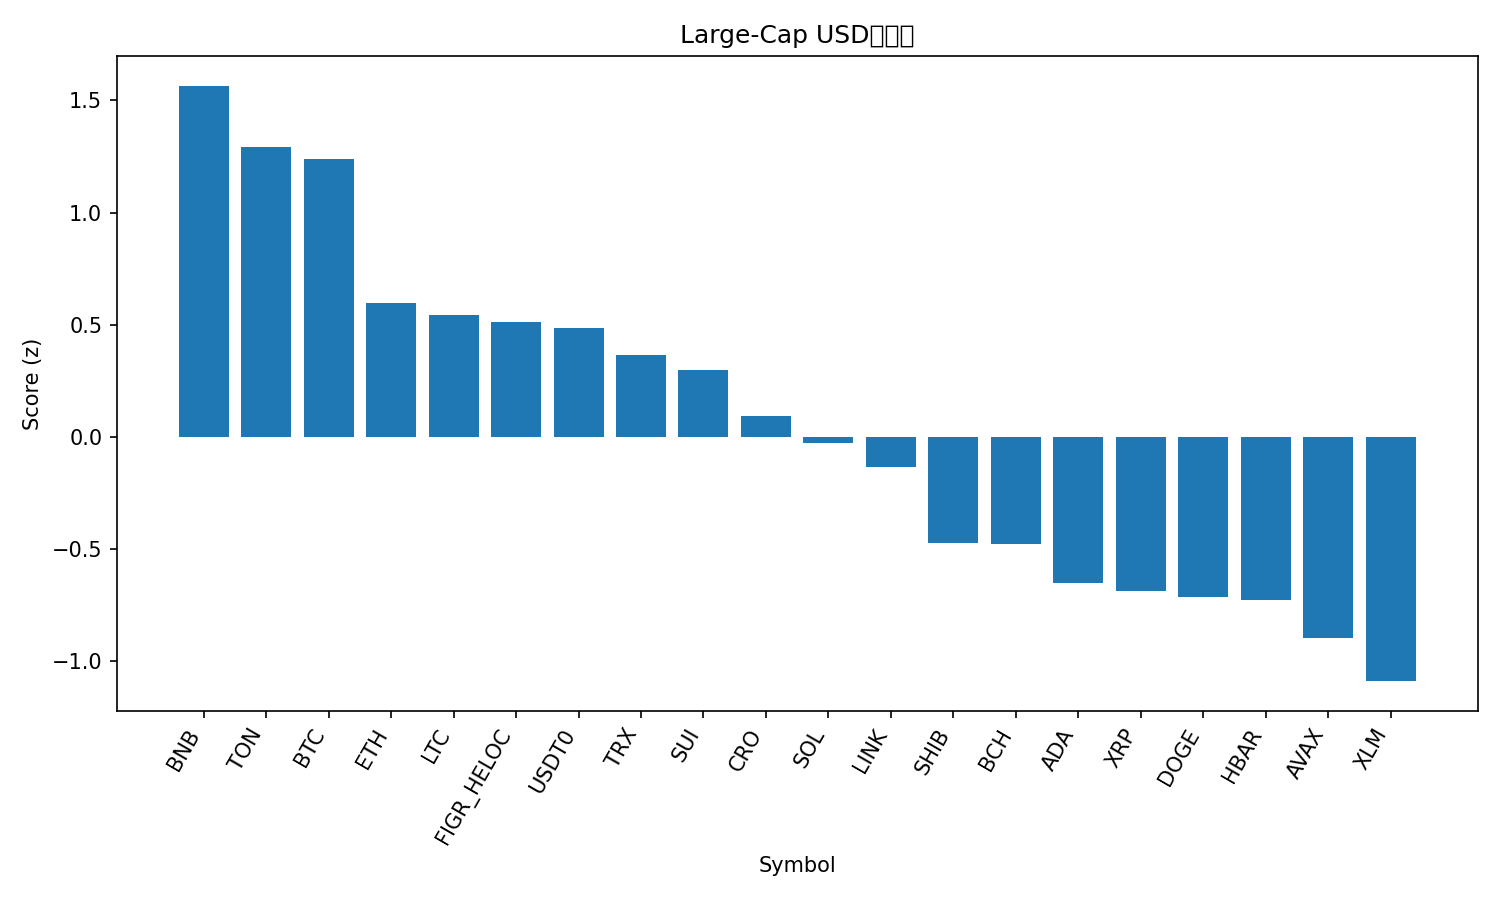 Large-Cap USD
Score (z)
1.5
1.0
0.5
0.0
−0.5
−1.0
BNB
TON
BTC
ETH
LTC
FIGR_HELOC
USDT0
TRX
SUI
CRO
SOL
LINK
SHIB
BCH
ADA
XRP
DOGE
HBAR
AVAX
XLM
Symbol